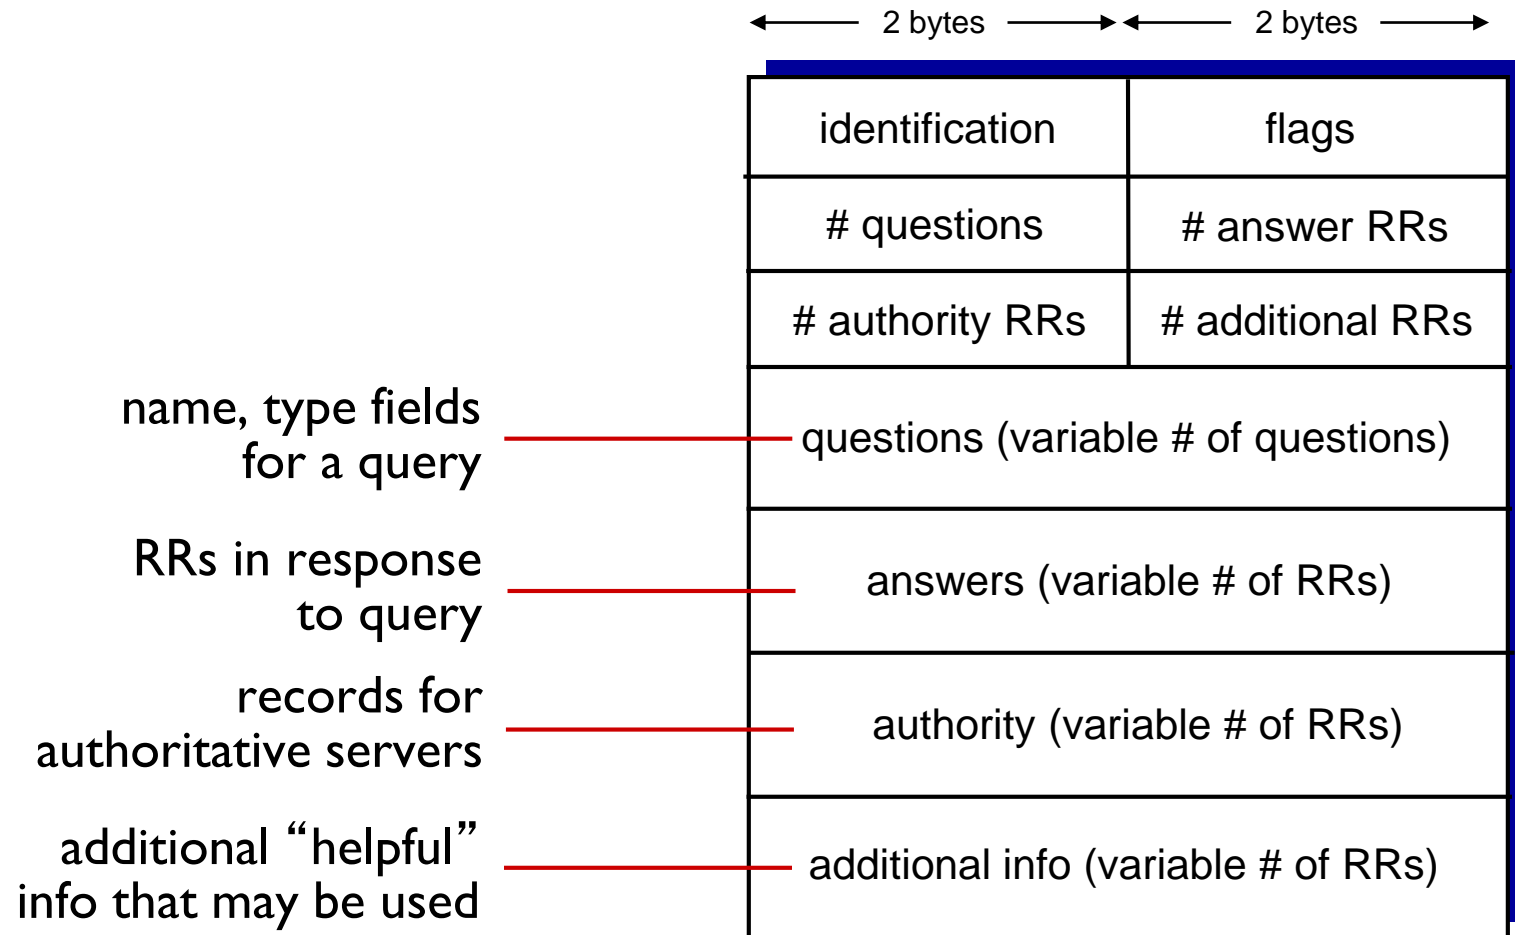 2 bytes
2 bytes
identification
flags
# questions
# answer RRs
# authority RRs
# additional RRs
name, type fields
for a query
questions (variable # of questions)
RRs in response
to query
answers (variable # of RRs)
records for
authoritative servers
authority (variable # of RRs)
additional “helpful”
info that may be used
additional info (variable # of RRs)